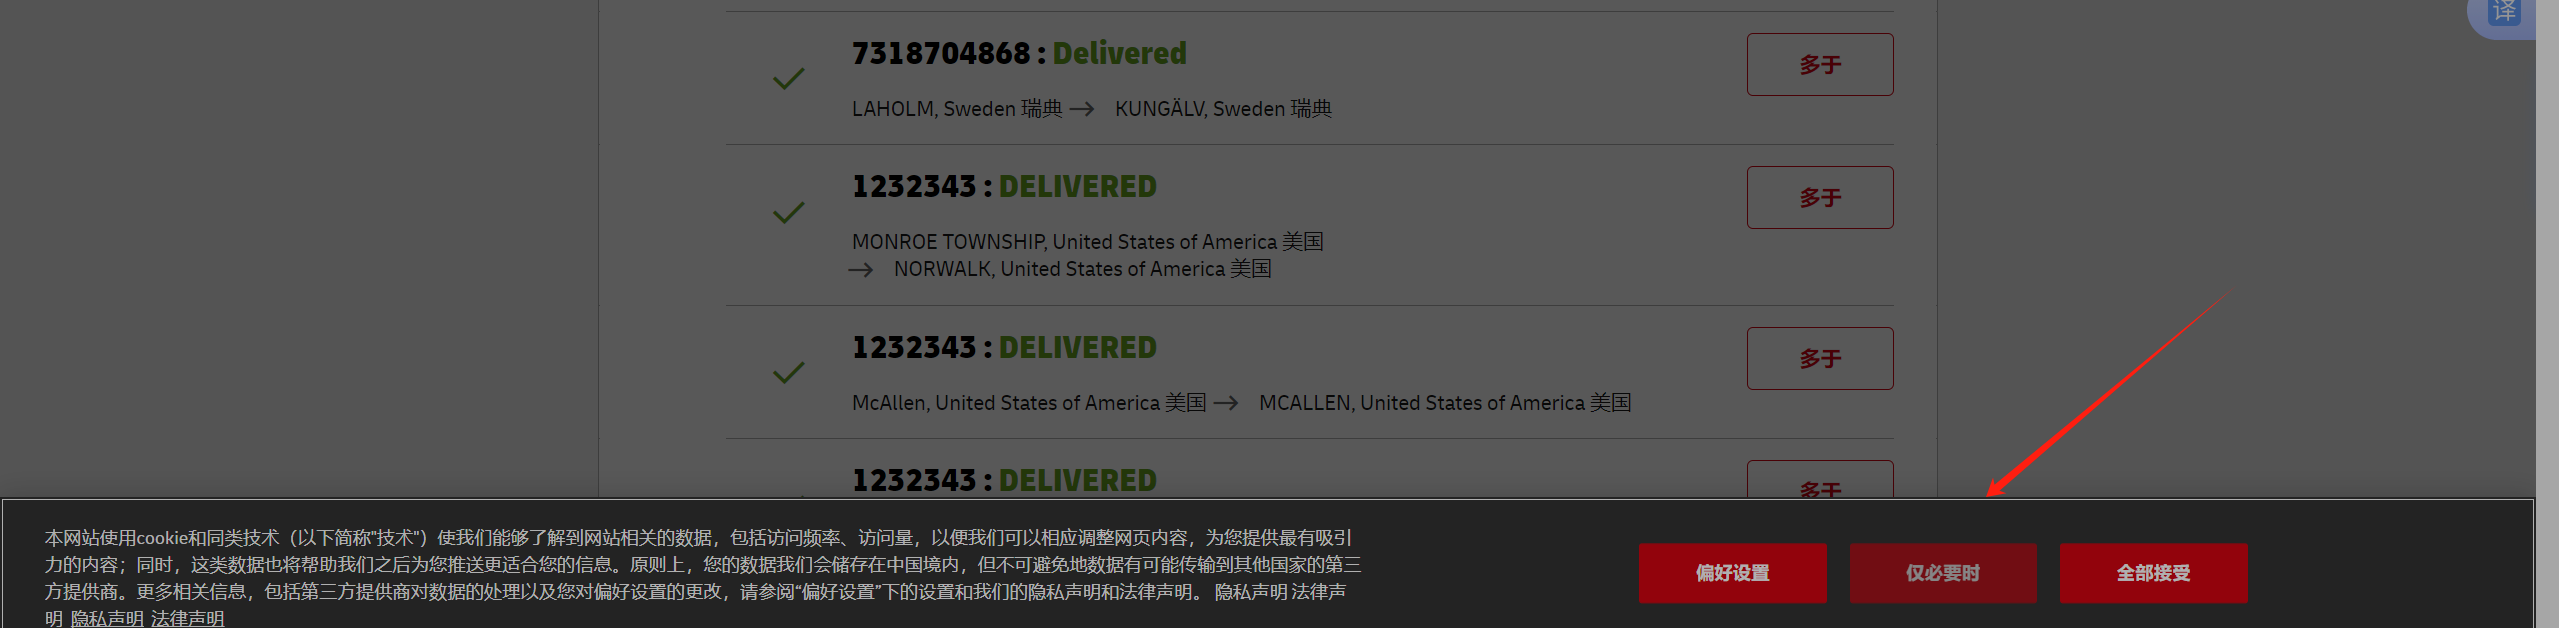 译
7318704868 : Delivered
多于
LAHOLM, Sweden 瑞典 → KUNGÄLV, Sweden 瑞典
1232343 : DELIVERED
多于
MONROE TOWNSHIP, United States of America 美国
→ NORWALK, United States of America 美国
1232343 : DELIVERED
多于
McAllen, United States of America 美国 → MCALLEN, United States of America 美国
1232343 : DELIVERED
多于
本网站使用cookie和同类技术（以下简称"技术"）使我们能够了解到网站相关的数据，包括访问频率、访问量，以便我们可以相应调整网页内容，为您提供最有吸引
力的内容；同时，这类数据也将帮助我们之后为您推送更适合您的信息。原则上，您的数据我们会储存在中国境内，但不可避免地数据有可能传输到其他国家的第三
方提供商。更多相关信息，包括第三方提供商对数据的处理以及您对偏好设置的更改，请参阅“偏好设置”下的设置和我们的隐私声明和法律声明。 隐私声明 法律声
明 隐私声明 法律声明
偏好设置
仅必要时
全部接受